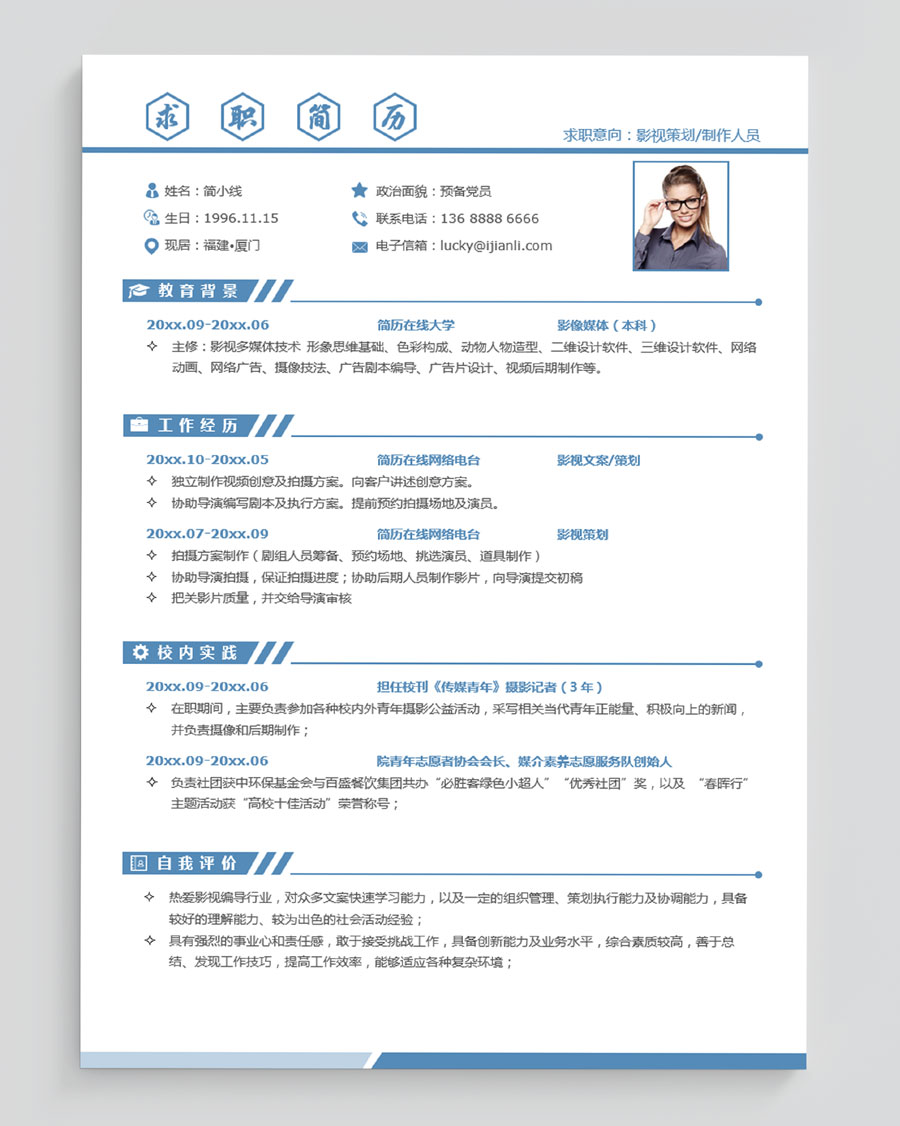 求职简历
求职意向：影视策划/制作人员
姓名：简小线
政治面貌：预备党员
生日：1996.11.15
联系电话：136 8888 6666
现居：福建•厦门
电子信箱：lucky@ijianli.com
教育背景
20xx.09-20xx.06 简历在线大学 影像媒体（本科）
主修：影视多媒体技术 形象思维基础、色彩构成、动物人物造型、二维设计软件、三维设计软件、网络
动画、网络广告、摄像技法、广告剧本编导、广告片设计、视频后期制作等。
工作经历
20xx.10-20xx.05 简历在线网络电台 影视文案/策划
独立制作视频创意及拍摄方案。向客户讲述创意方案。
协助导演编写剧本及执行方案。提前预约拍摄场地及演员。
20xx.07-20xx.09 简历在线网络电台 影视策划
拍摄方案制作（剧组人员筹备、预约场地、挑选演员、道具制作）
协助导演拍摄，保证拍摄进度；协助后期人员制作影片，向导演提交初稿
把关影片质量，并交给导演审核
校内实践
20xx.09-20xx.06 担任校刊《传媒青年》摄影记者（3 年）
在职期间，主要负责参加各种校内外青年摄影公益活动，采写相关当代青年正能量、积极向上的新闻，
并负责摄像和后期制作；
20xx.09-20xx.06 院青年志愿者协会会长、媒介素养志愿服务队创始人
负责社团获中环保基金会与百盛餐饮集团共办“必胜客绿色小超人” “优秀社团”奖，以及 “春晖行”
主题活动获“高校十佳活动”荣誉称号；
自我评价
热爱影视编导行业，对众多文案快速学习能力，以及一定的组织管理、策划执行能力及协调能力，具备
较好的理解能力、较为出色的社会活动经验；
具有强烈的事业心和责任感，敢于接受挑战工作，具备创新能力及业务水平，综合素质较高，善于总
结、发现工作技巧，提高工作效率，能够适应各种复杂环境；